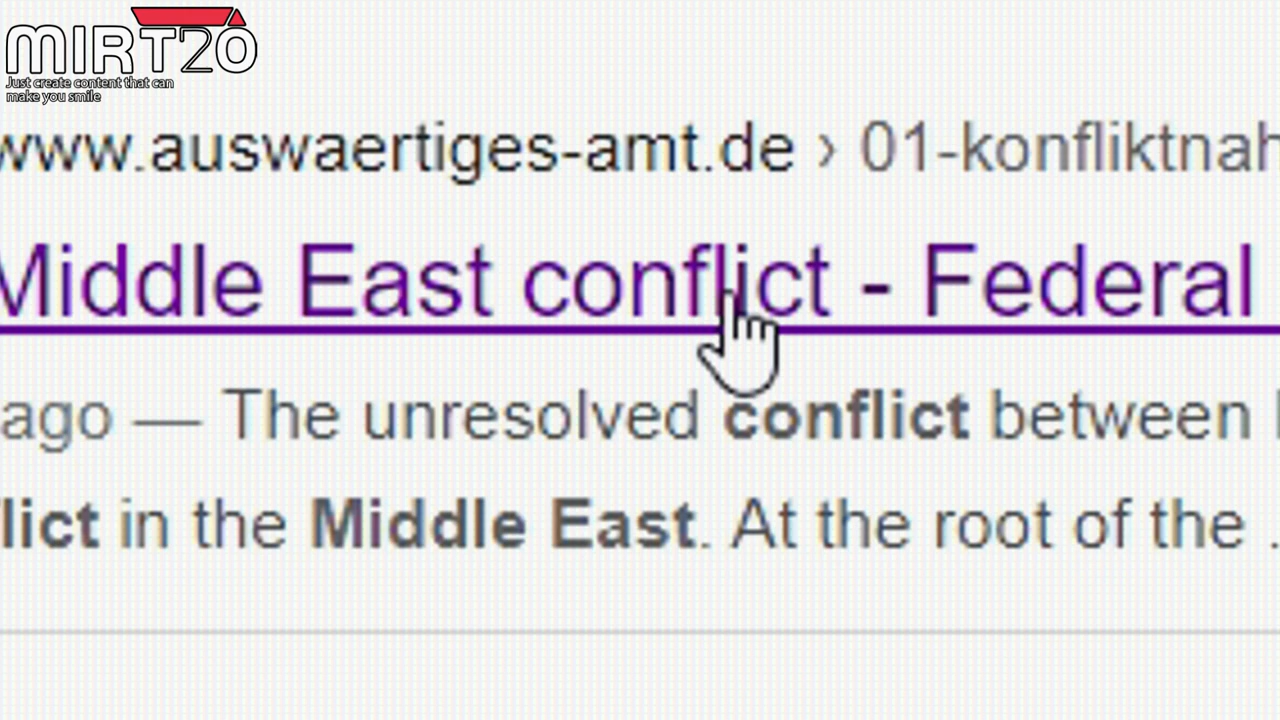 MIRT20
Just create content that can
make you smile
www.auswaertiges-amt.de › 01-konfliktnah
Middle East conflict - Federal
ago — The unresolved conflict between
lict in the Middle East. At the root of the .